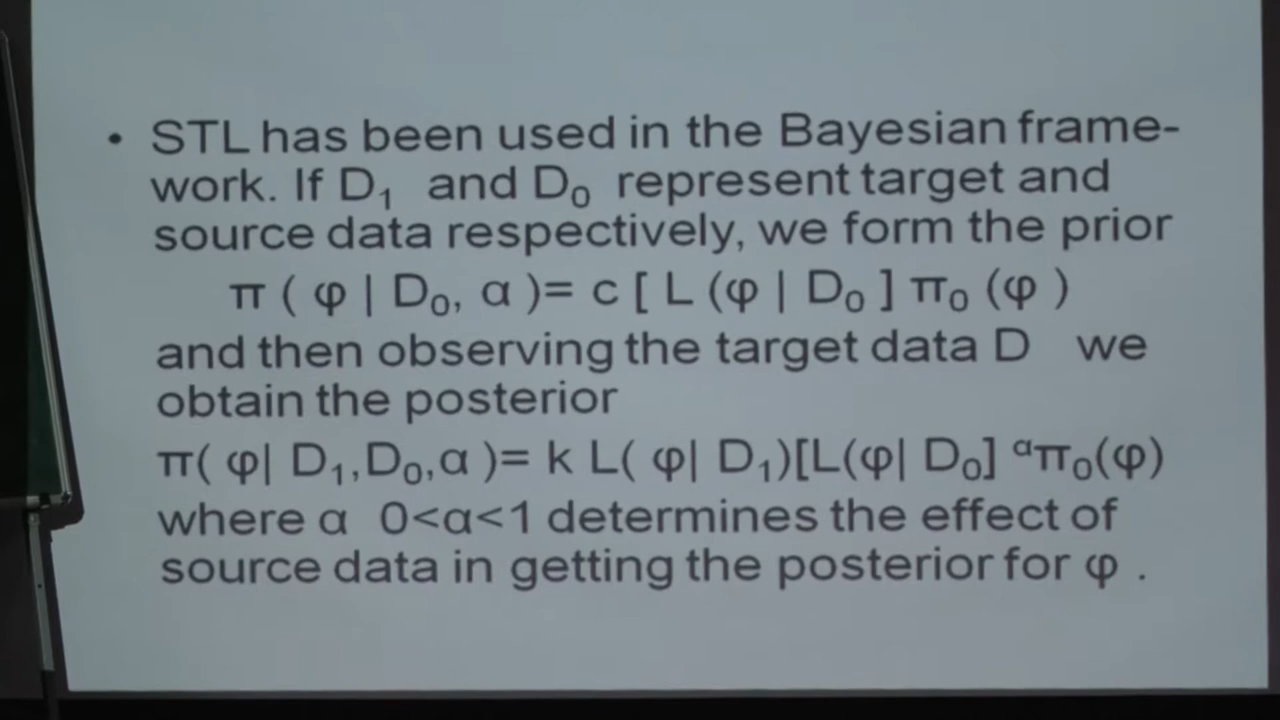 • STL has been used in the Bayesian frame-
work. If D₁ and D₀ represent target and
source data respectively, we form the prior
π ( φ | D₀, α )= c [ L (φ | D₀ ] π₀ (φ )
and then observing the target data D we
obtain the posterior
π( φ| D₁,D₀,α )= k L( φ| D₁)[L(φ| D₀] ᵅπ₀(φ)
where α 0<α<1 determines the effect of
source data in getting the posterior for φ .